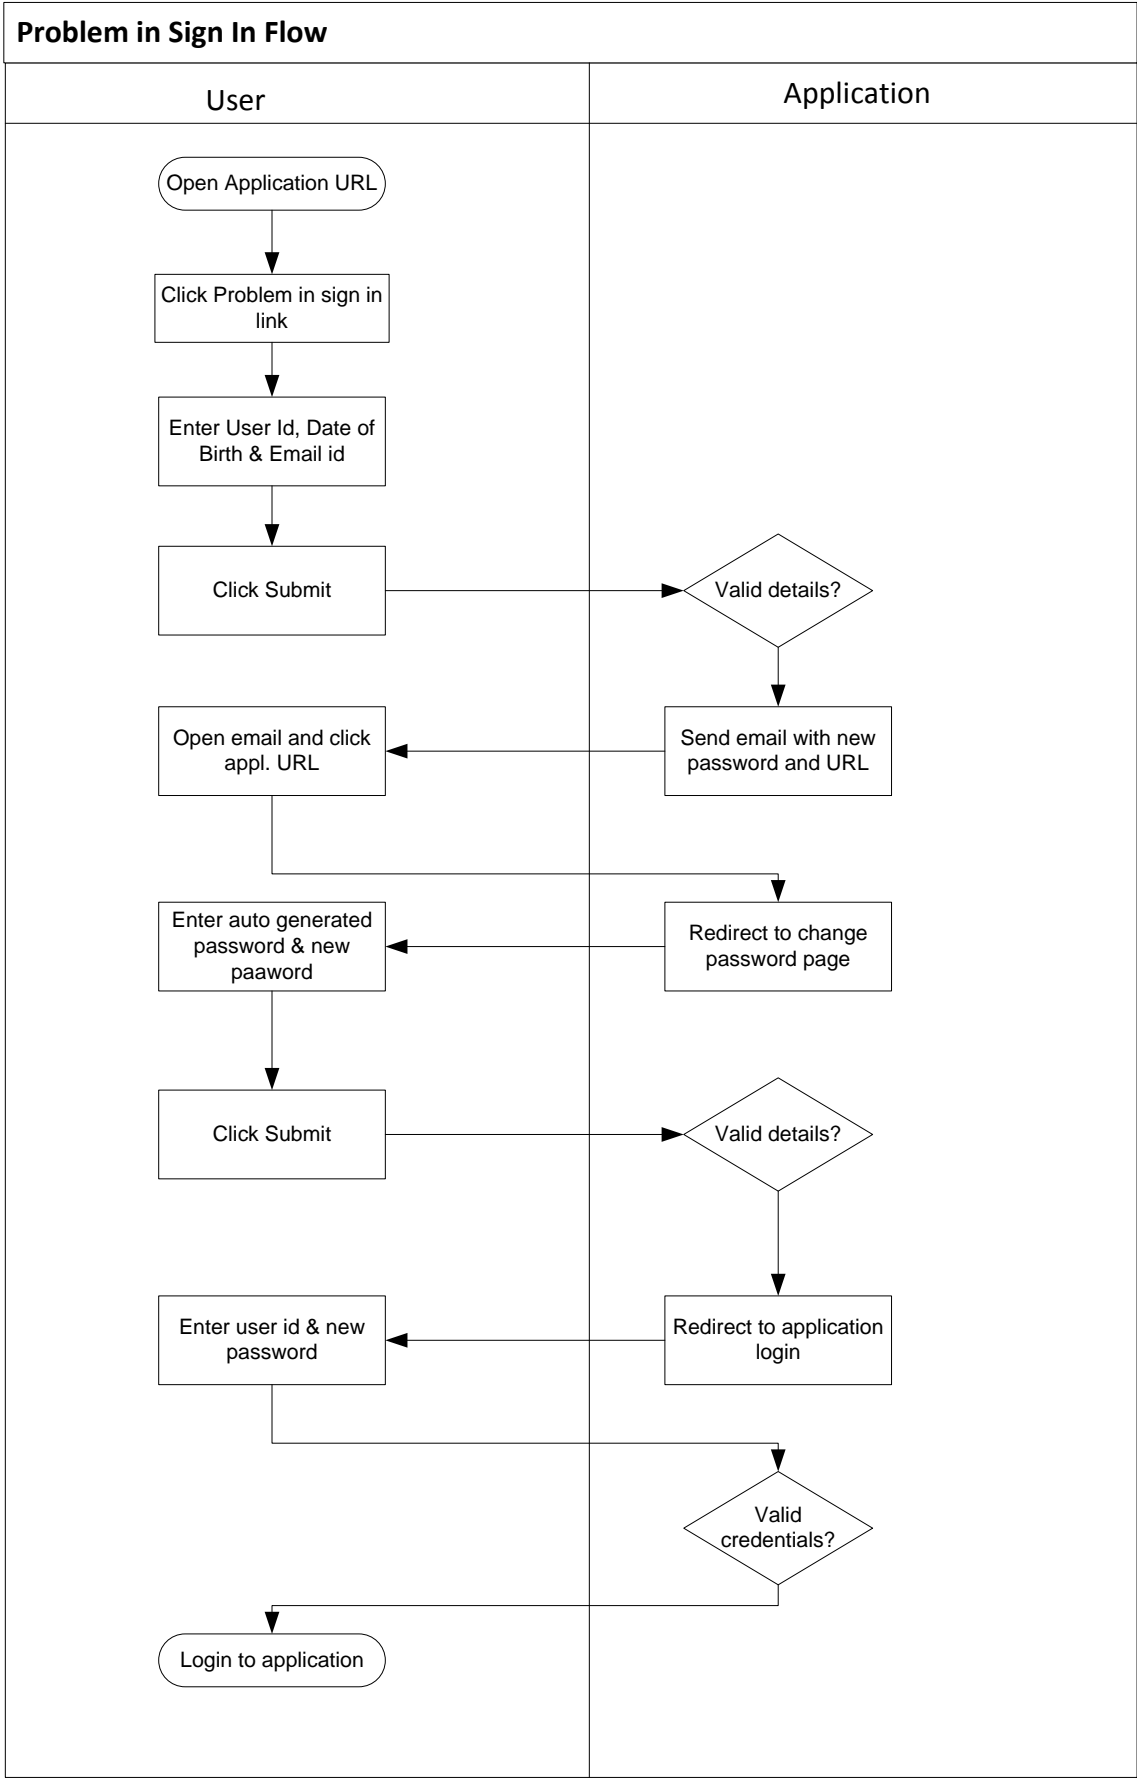 Problem in Sign In Flow
User
Application
Open Application URL
Click Problem in sign in
link
Enter User Id, Date of
Birth & Email id
Click Submit
Valid details?
Send email with new
password and URL
Open email and click
appl. URL
Redirect to change
password page
Enter auto generated
password & new
paaword
Click Submit
Valid details?
Redirect to application
login
Enter user id & new
password
Valid
credentials?
Login to application